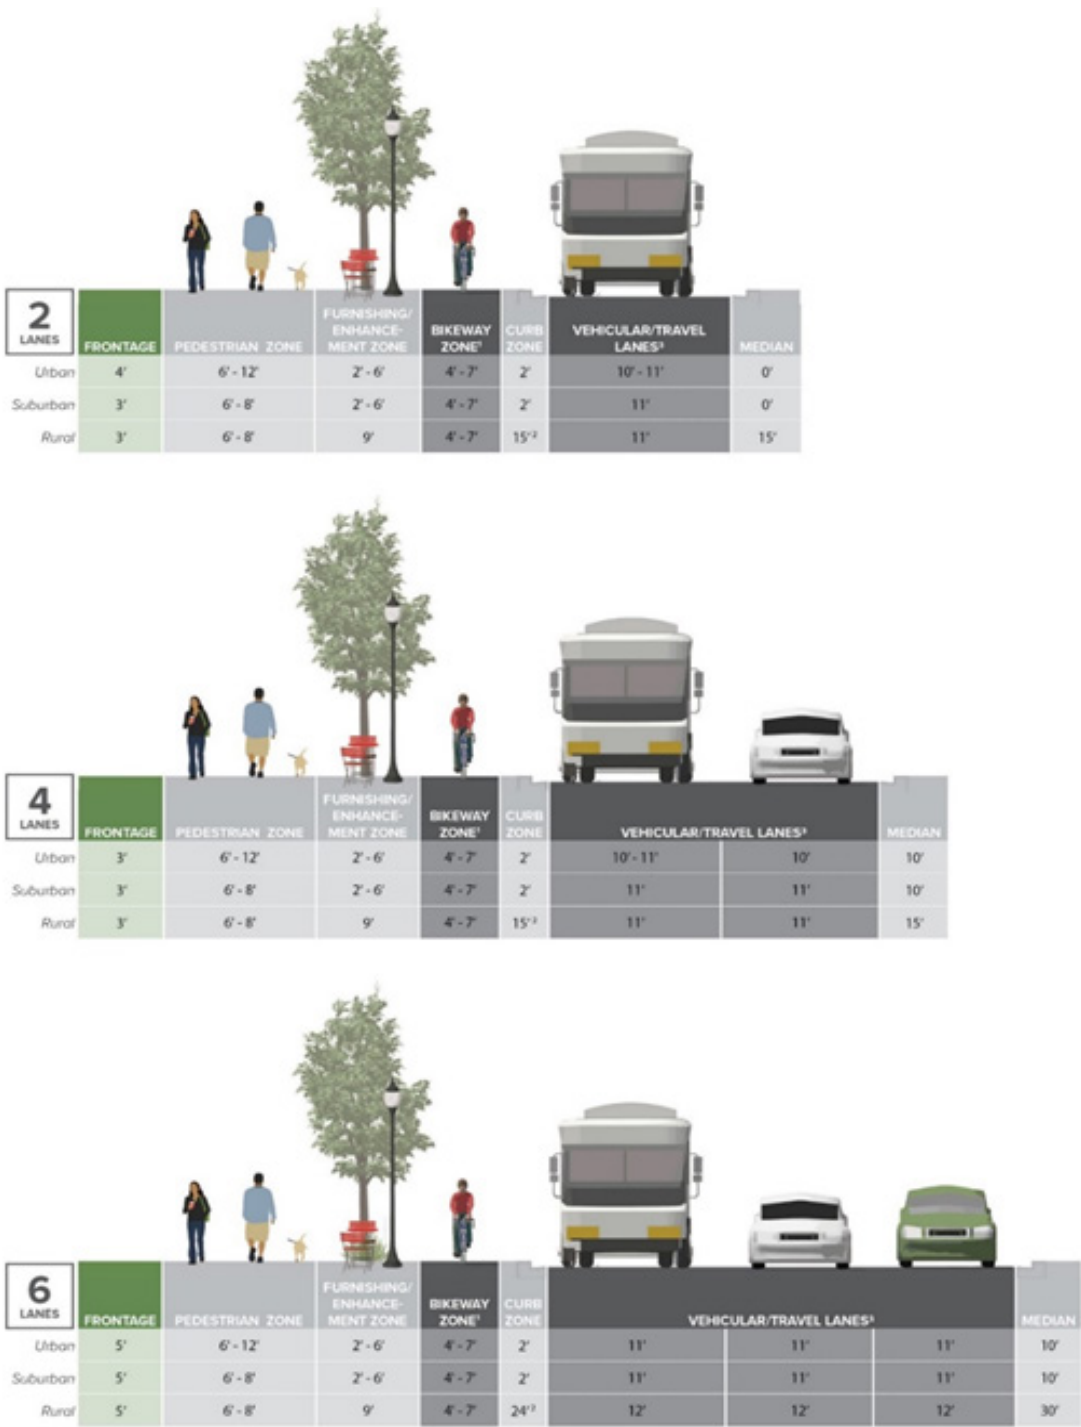 2
LANES
FRONTAGE PEDESTRIAN ZONE FURNISHING/ENHANCE-MENT ZONE BIKEWAY ZONE¹ CURB ZONE VEHICULAR/TRAVEL LANES³ MEDIAN
Urban 4' 6' - 12' 2' - 6' 4' - 7' 2' 10' - 11' 0'
Suburban 3' 6' - 8' 2' - 6' 4' - 7' 2' 11' 0'
Rural 3' 6' - 8' 9' 4' - 7' 15'² 11' 15'
4
LANES
FRONTAGE PEDESTRIAN ZONE FURNISHING/ENHANCE-MENT ZONE BIKEWAY ZONE¹ CURB ZONE VEHICULAR/TRAVEL LANES³ MEDIAN
Urban 3' 6' - 12' 2' - 6' 4' - 7' 2' 10' - 11' 10' 10'
Suburban 3' 6' - 8' 2' - 6' 4' - 7' 2' 11' 11' 10'
Rural 3' 6' - 8' 9' 4' - 7' 15'² 11' 11' 15'
6
LANES
FRONTAGE PEDESTRIAN ZONE FURNISHING/ENHANCE-MENT ZONE BIKEWAY ZONE¹ CURB ZONE VEHICULAR/TRAVEL LANES³ MEDIAN
Urban 5' 6' - 12' 2' - 6' 4' - 7' 2' 11' 11' 11' 10'
Suburban 5' 6' - 8' 2' - 6' 4' - 7' 2' 11' 11' 11' 10'
Rural 5' 6' - 8' 9' 4' - 7' 24'² 12' 12' 12' 30'